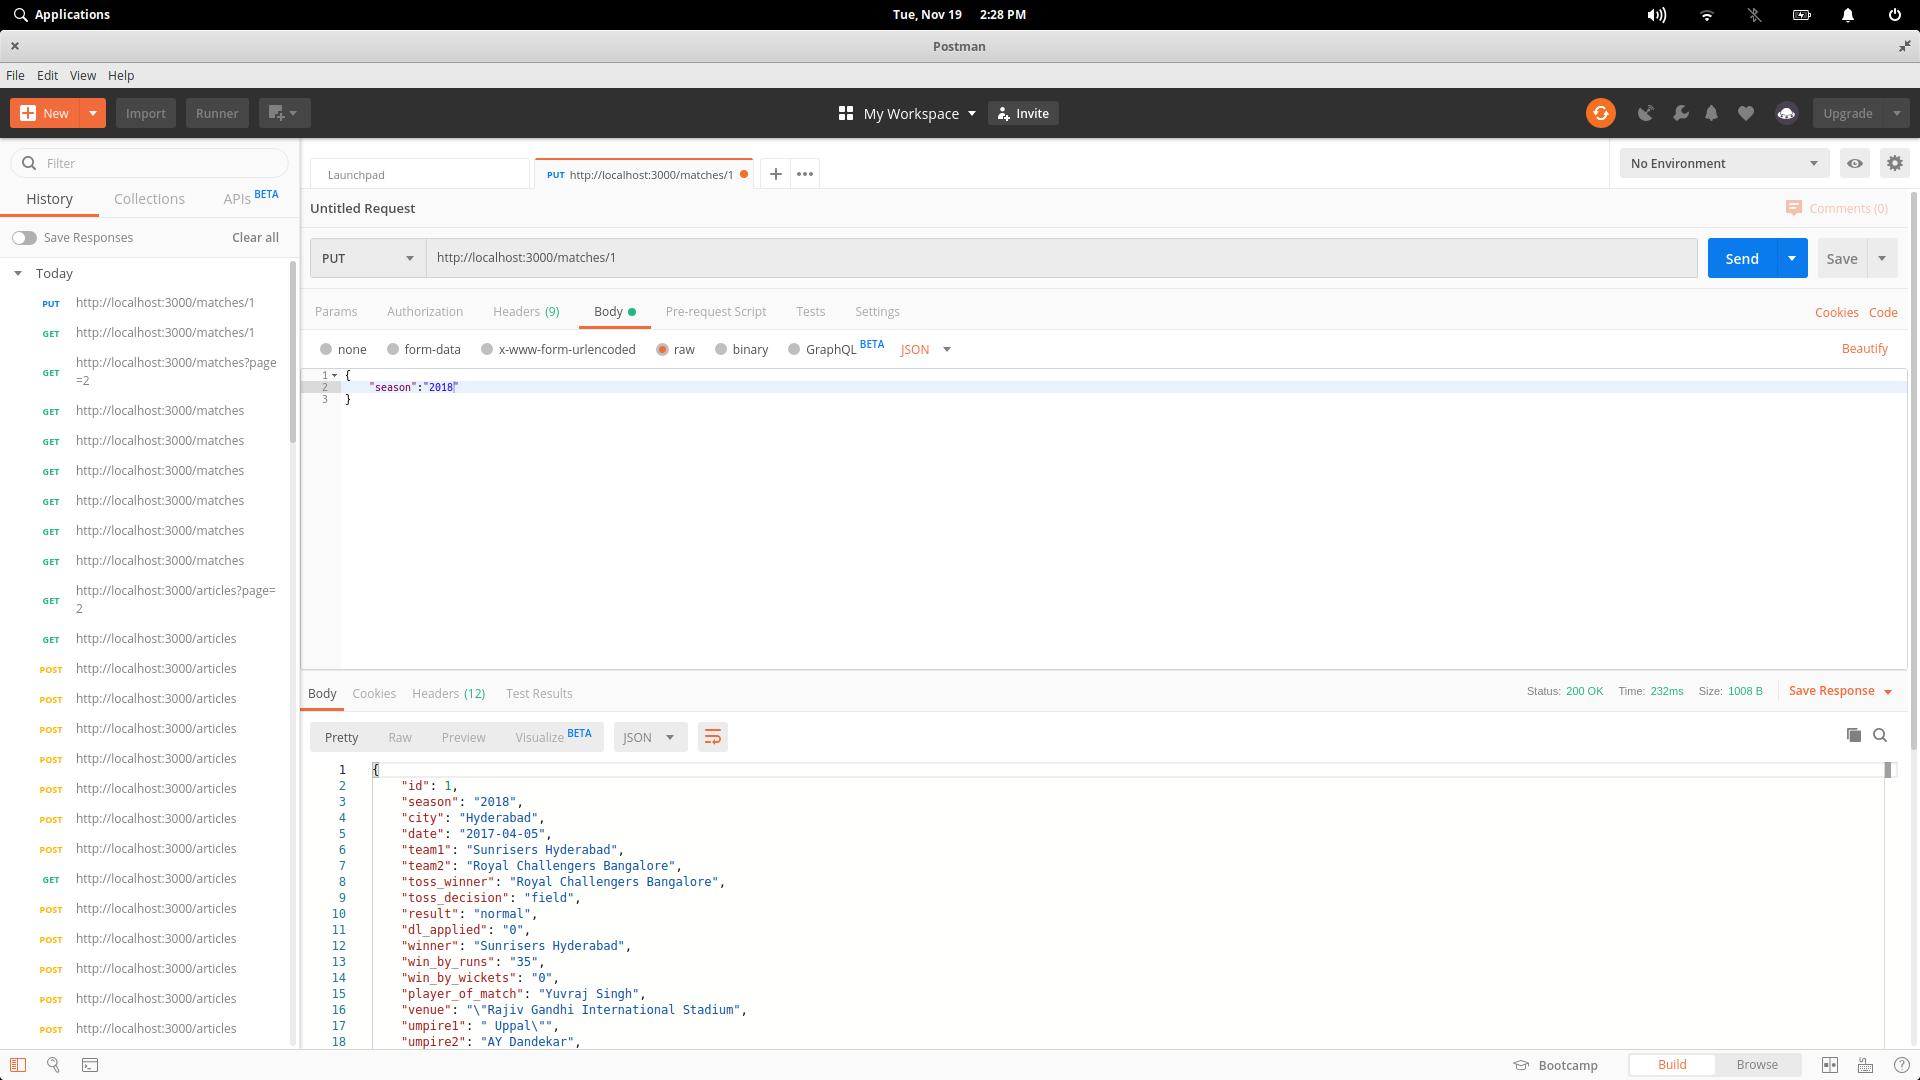 Applications
Tue, Nov 19 2:28 PM
Postman
File Edit View Help
New Import Runner My Workspace Invite Upgrade
Filter
History Collections APIs BETA
Save Responses Clear all
Today
PUT http://localhost:3000/matches/1
GET http://localhost:3000/matches/1
GET http://localhost:3000/matches?page
=2
GET http://localhost:3000/matches
GET http://localhost:3000/matches
GET http://localhost:3000/matches
GET http://localhost:3000/matches
GET http://localhost:3000/matches
GET http://localhost:3000/matches
GET http://localhost:3000/articles?page=
2
GET http://localhost:3000/articles
POST http://localhost:3000/articles
POST http://localhost:3000/articles
POST http://localhost:3000/articles
POST http://localhost:3000/articles
POST http://localhost:3000/articles
POST http://localhost:3000/articles
POST http://localhost:3000/articles
GET http://localhost:3000/articles
POST http://localhost:3000/articles
POST http://localhost:3000/articles
POST http://localhost:3000/articles
POST http://localhost:3000/articles
POST http://localhost:3000/articles
Launchpad PUT http://localhost:3000/matches/1 No Environment
Untitled Request Comments (0)
PUT http://localhost:3000/matches/1 Send Save
Params Authorization Headers (9) Body Pre-request Script Tests Settings Cookies Code
none form-data x-www-form-urlencoded raw binary GraphQL BETA JSON Beautify
1 {
2 "season":"2018"
3 }
Body Cookies Headers (12) Test Results Status: 200 OK Time: 232ms Size: 1008 B Save Response
Pretty Raw Preview Visualize BETA JSON
1 {
2 "id": 1,
3 "season": "2018",
4 "city": "Hyderabad",
5 "date": "2017-04-05",
6 "team1": "Sunrisers Hyderabad",
7 "team2": "Royal Challengers Bangalore",
8 "toss_winner": "Royal Challengers Bangalore",
9 "toss_decision": "field",
10 "result": "normal",
11 "dl_applied": "0",
12 "winner": "Sunrisers Hyderabad",
13 "win_by_runs": "35",
14 "win_by_wickets": "0",
15 "player_of_match": "Yuvraj Singh",
16 "venue": "\"Rajiv Gandhi International Stadium",
17 "umpire1": " Uppal\"",
18 "umpire2": "AY Dandekar",
Bootcamp Build Browse